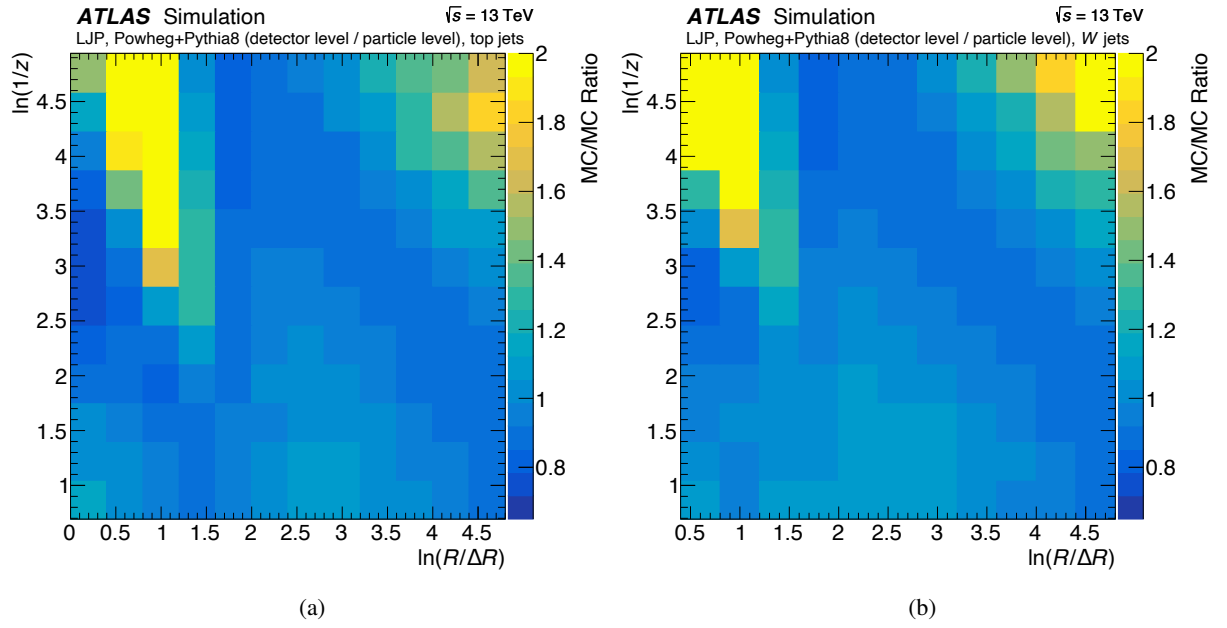 ATLAS Simulation √s = 13 TeV
LJP, Powheg+Pythia8 (detector level / particle level), top jets
ln(1/z)
4.5
4
3.5
3
2.5
2
1.5
1
0 0.5 1 1.5 2 2.5 3 3.5 4 4.5
ln(R/ΔR)
2
1.8
1.6
1.4
1.2
1
0.8
MC/MC Ratio
(a)
ATLAS Simulation √s = 13 TeV
LJP, Powheg+Pythia8 (detector level / particle level), W jets
ln(1/z)
4.5
4
3.5
3
2.5
2
1.5
1
0.5 1 1.5 2 2.5 3 3.5 4 4.5
ln(R/ΔR)
2
1.8
1.6
1.4
1.2
1
0.8
MC/MC Ratio
(b)